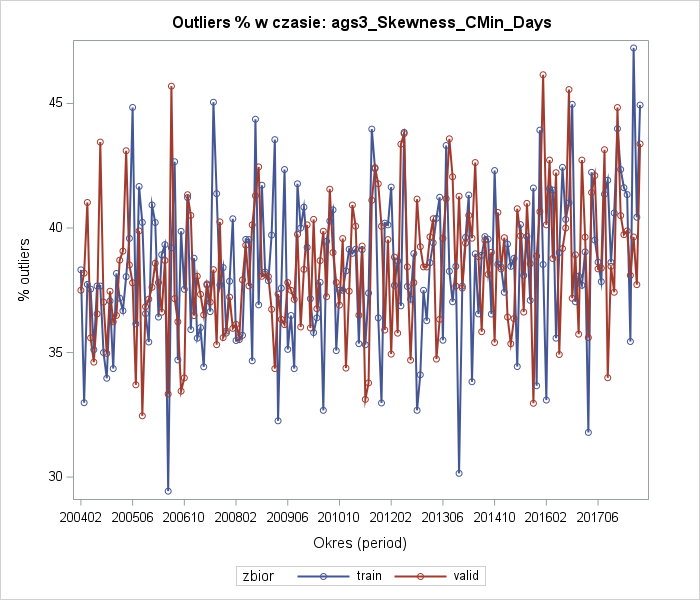 Outliers % w czasie: ags3_Skewness_CMin_Days
% outliers
45
40
35
30
200402 200506 200610 200802 200906 201010 201202 201306 201410 201602 201706
Okres (period)
zbior train valid